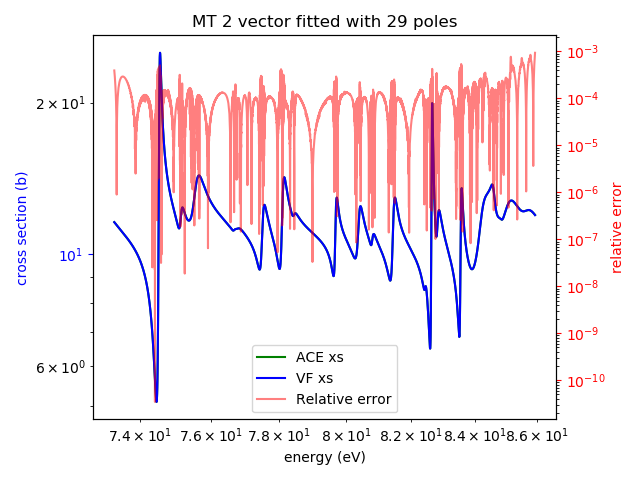 MT 2 vector fitted with 29 poles
cross section (b)
2 × 10¹
10¹
6 × 10⁰
10⁻³
10⁻⁴
10⁻⁵
10⁻⁶
10⁻⁷
10⁻⁸
10⁻⁹
10⁻¹⁰
relative error
ACE xs
VF xs
Relative error
7.4 × 10¹ 7.6 × 10¹ 7.8 × 10¹ 8 × 10¹ 8.2 × 10¹ 8.4 × 10¹ 8.6 × 10¹
energy (eV)